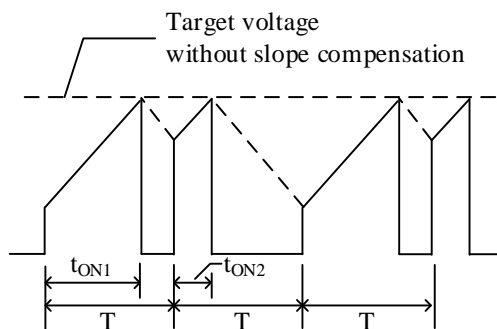 Target voltage
without slope compensation
tON1
tON2
T
T
T